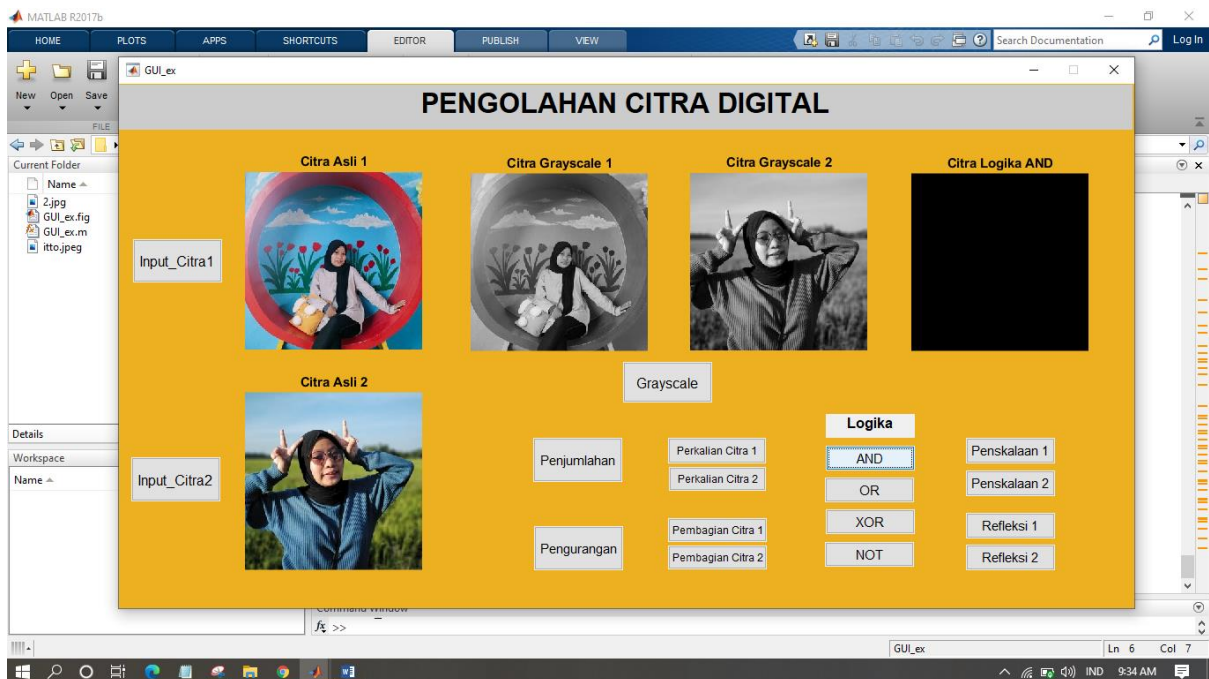 MATLAB R2017b
HOME PLOTS APPS SHORTCUTS EDITOR PUBLISH VIEW
Search Documentation
Log In
New Open Save
FILE
GUI_ex
PENGOLAHAN CITRA DIGITAL
Current Folder
Name
2.jpg
GUI_ex.fig
GUI_ex.m
itto.jpeg
Details
Workspace
Name
Citra Asli 1
Citra Grayscale 1
Citra Grayscale 2
Citra Logika AND
Input_Citra1
Grayscale
Citra Asli 2
Input_Citra2
Penjumlahan
Pengurangan
Perkalian Citra 1
Perkalian Citra 2
Pembagian Citra 1
Pembagian Citra 2
Logika
AND
OR
XOR
NOT
Penskalaan 1
Penskalaan 2
Refleksi 1
Refleksi 2
Command Window
fx >>
GUI_ex
Ln 6 Col 7
IND 9:34 AM